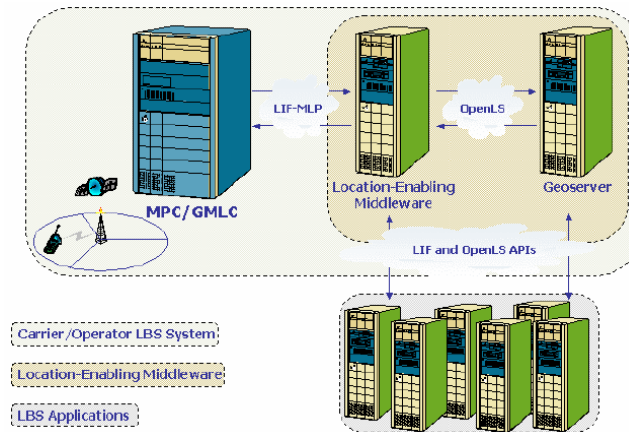 LIF-MLP
OpenLS
MPC/GMLC
Location-Enabling
Middleware
Geoserver
LIF and OpenLS APIs
Carrier/Operator LBS System
Location-Enabling Middleware
LBS Applications